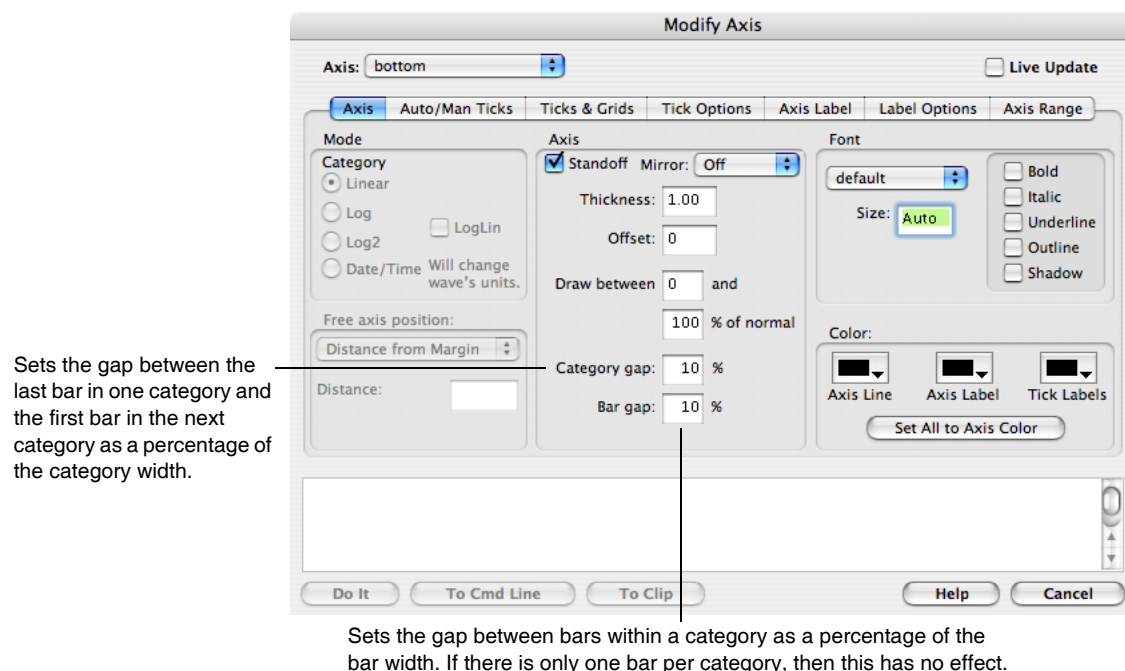 Modify Axis
Axis: bottom
Live Update
Axis Auto/Man Ticks Ticks & Grids Tick Options Axis Label Label Options Axis Range
Mode
Category
Linear
Log
Log2
LogLin
Date/Time
Will change
wave's units.
Free axis position:
Distance from Margin
Distance:
Axis
Standoff Mirror: Off
Thickness: 1.00
Offset: 0
Draw between 0 and
100 % of normal
Category gap: 10 %
Bar gap: 10 %
Font
default
Size: Auto
Bold
Italic
Underline
Outline
Shadow
Color:
Axis Line Axis Label Tick Labels
Set All to Axis Color
Do It To Cmd Line To Clip Help Cancel
Sets the gap between the
last bar in one category and
the first bar in the next
category as a percentage of
the category width.
Sets the gap between bars within a category as a percentage of the
bar width. If there is only one bar per category, then this has no effect.